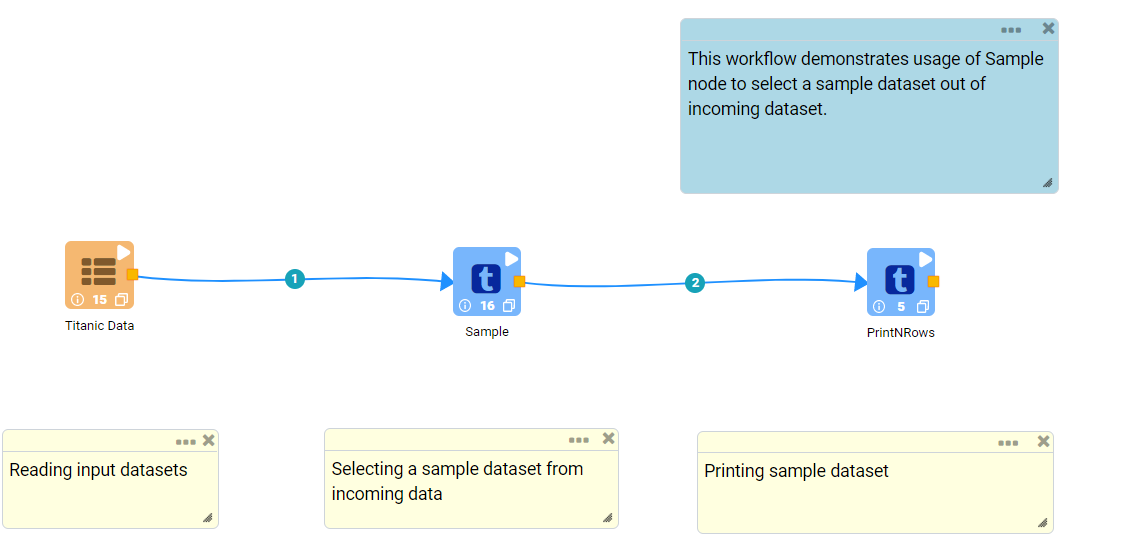 This workflow demonstrates usage of Sample
node to select a sample dataset out of
incoming dataset.
1
2
t
t
15
16
5
Titanic Data
Sample
PrintNRows
Reading input datasets
Selecting a sample dataset from
incoming data
Printing sample dataset